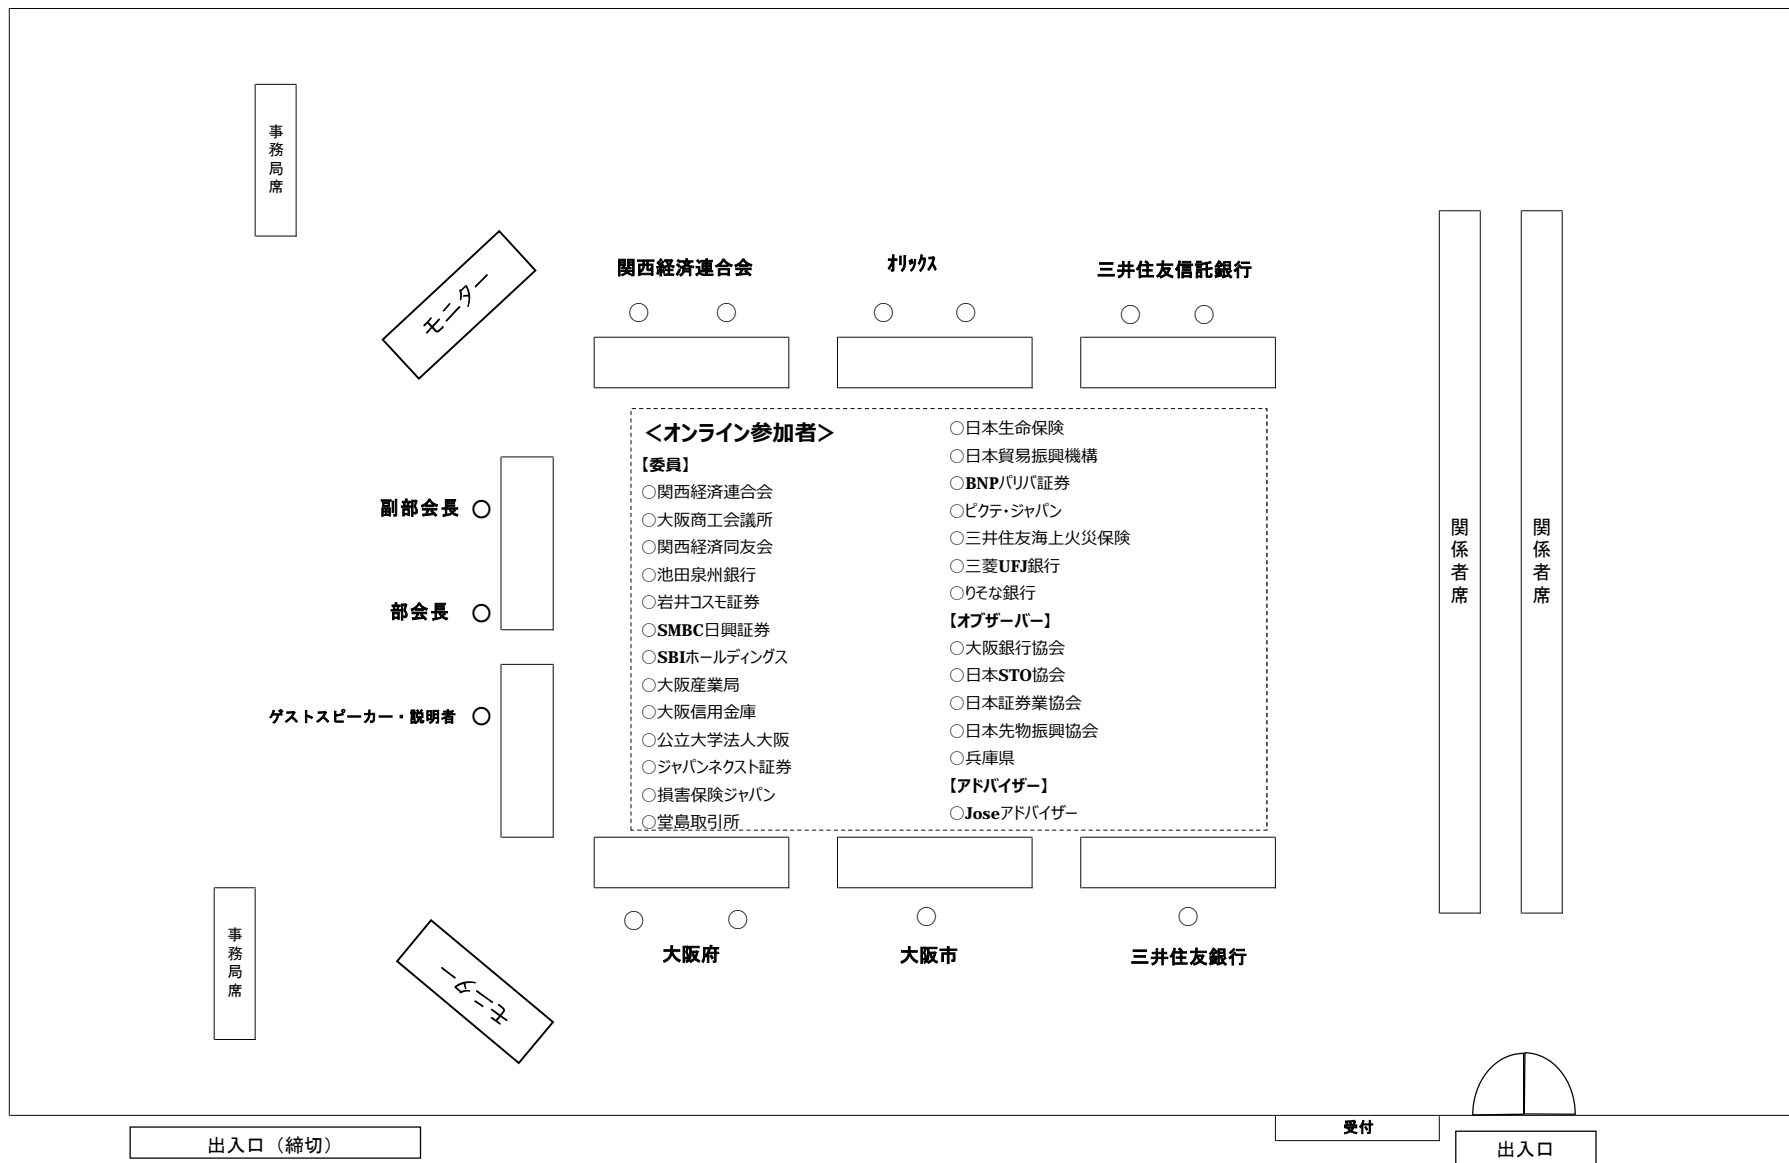 事務局席
モニター
関西経済連合会
オリックス
三井住友信託銀行
<オンライン参加者>
【委員】
○関西経済連合会
○大阪商工会議所
○関西経済同友会
○池田泉州銀行
○岩井コスモ証券
○SMBC日興証券
○SBIホールディングス
○大阪産業局
○大阪信用金庫
○公立大学法人大阪
○ジャパンネクスト証券
○損害保険ジャパン
○堂島取引所
○日本生命保険
○日本貿易振興機構
○BNPパリバ証券
○ピクテ・ジャパン
○三井住友海上火災保険
○三菱UFJ銀行
○りそな銀行
【オブザーバー】
○大阪銀行協会
○日本STO協会
○日本証券業協会
○日本先物振興協会
○兵庫県
【アドバイザー】
○Joseアドバイザー
副部会長
部会長
ゲストスピーカー・説明者
関係者席
関係者席
事務局席
モニター
大阪府
大阪市
三井住友銀行
出入口（締切）
受付
出入口